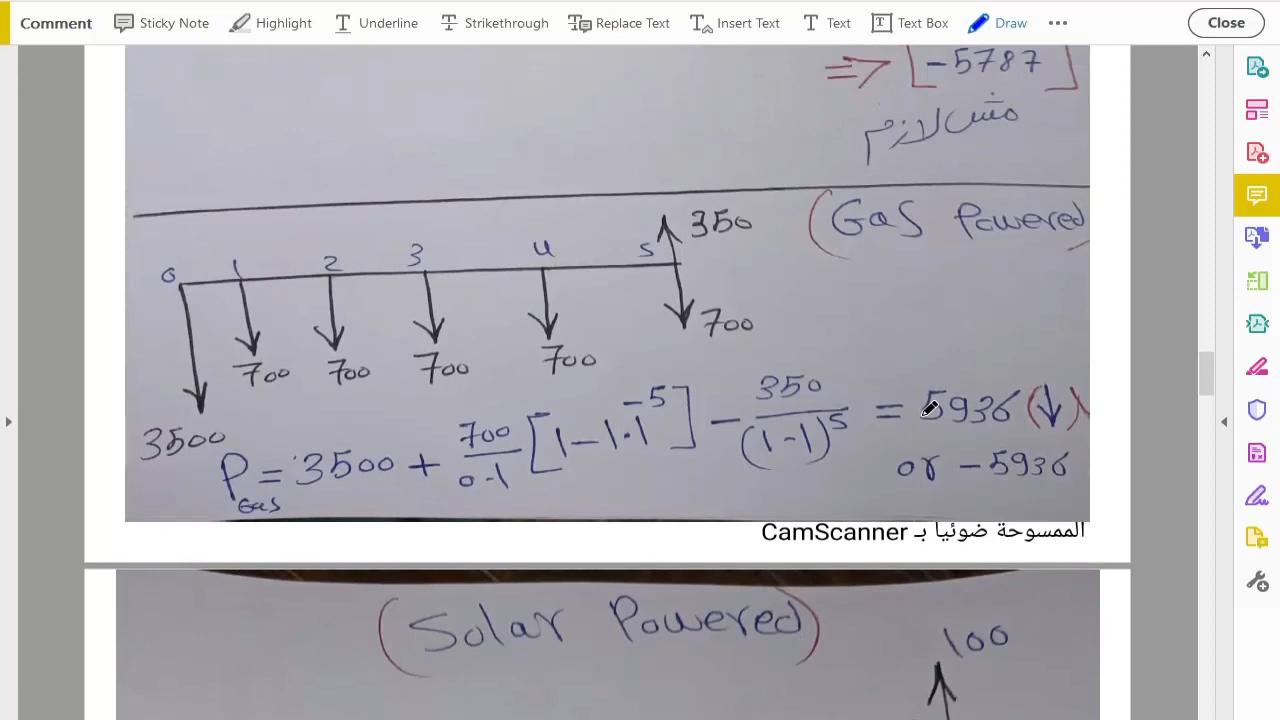 Comment Sticky Note Highlight Underline Strikethrough Replace Text Insert Text Text Text Box Draw Close
=> [-5787]
مش لازم
(Gas Powered)
350
0 1 2 3 4 5
700 700 700 700 700
3500
P Gas = 3500 + 700/0.1 [1-1.1^-5] - 350/(1.1)^5 = 5936 (↓)
or -5936
الممسوحة ضوئيا بـ CamScanner
(Solar Powered)
100